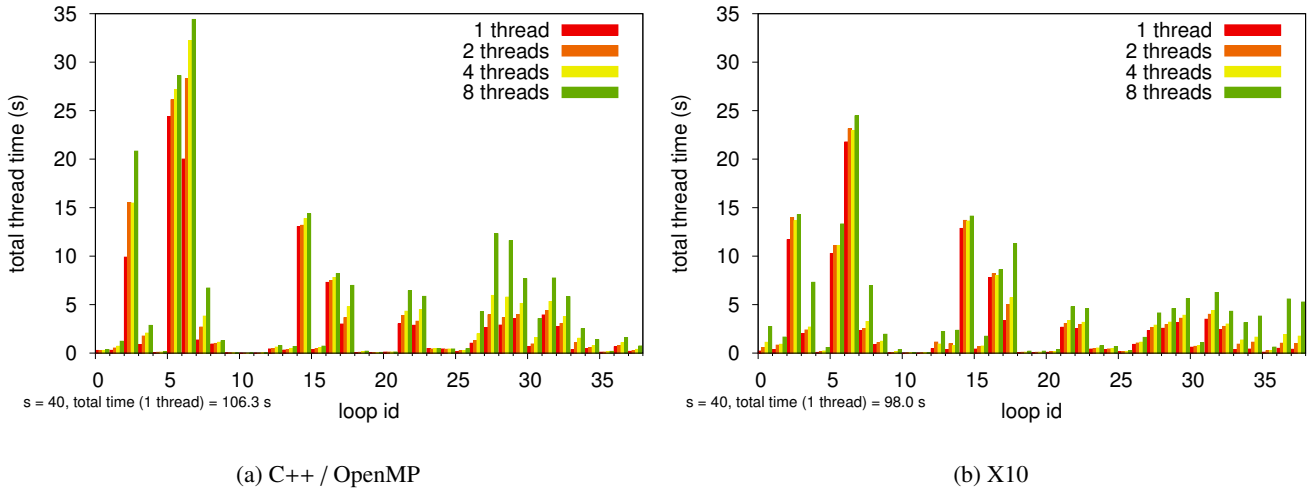 total thread time (s)
35
30
25
20
15
10
5
0
1 thread
2 threads
4 threads
8 threads
0 5 10 15 20 25 30 35
s = 40, total time (1 thread) = 106.3 s
loop id
(a) C++ / OpenMP
total thread time (s)
35
30
25
20
15
10
5
0
1 thread
2 threads
4 threads
8 threads
0 5 10 15 20 25 30 35
s = 40, total time (1 thread) = 98.0 s
loop id
(b) X10